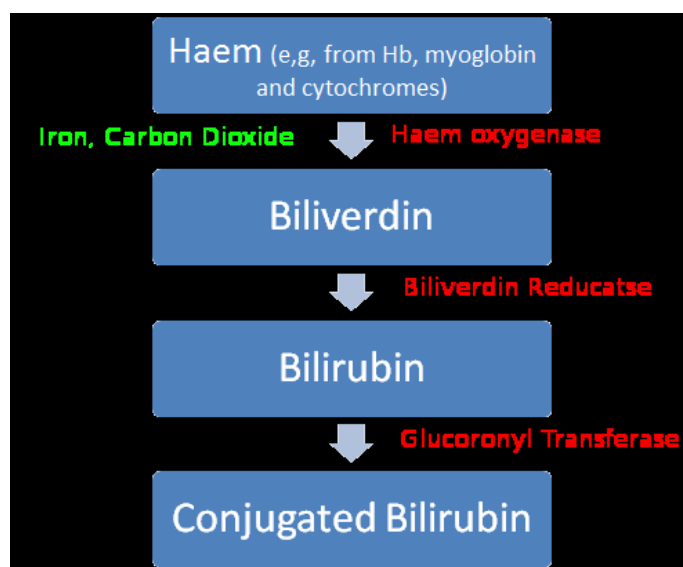 Haem (e,g, from Hb, myoglobin
and cytochromes)
Iron, Carbon Dioxide
Haem oxygenase
Biliverdin
Biliverdin Reducatse
Bilirubin
Glucoronyl Transferase
Conjugated Bilirubin